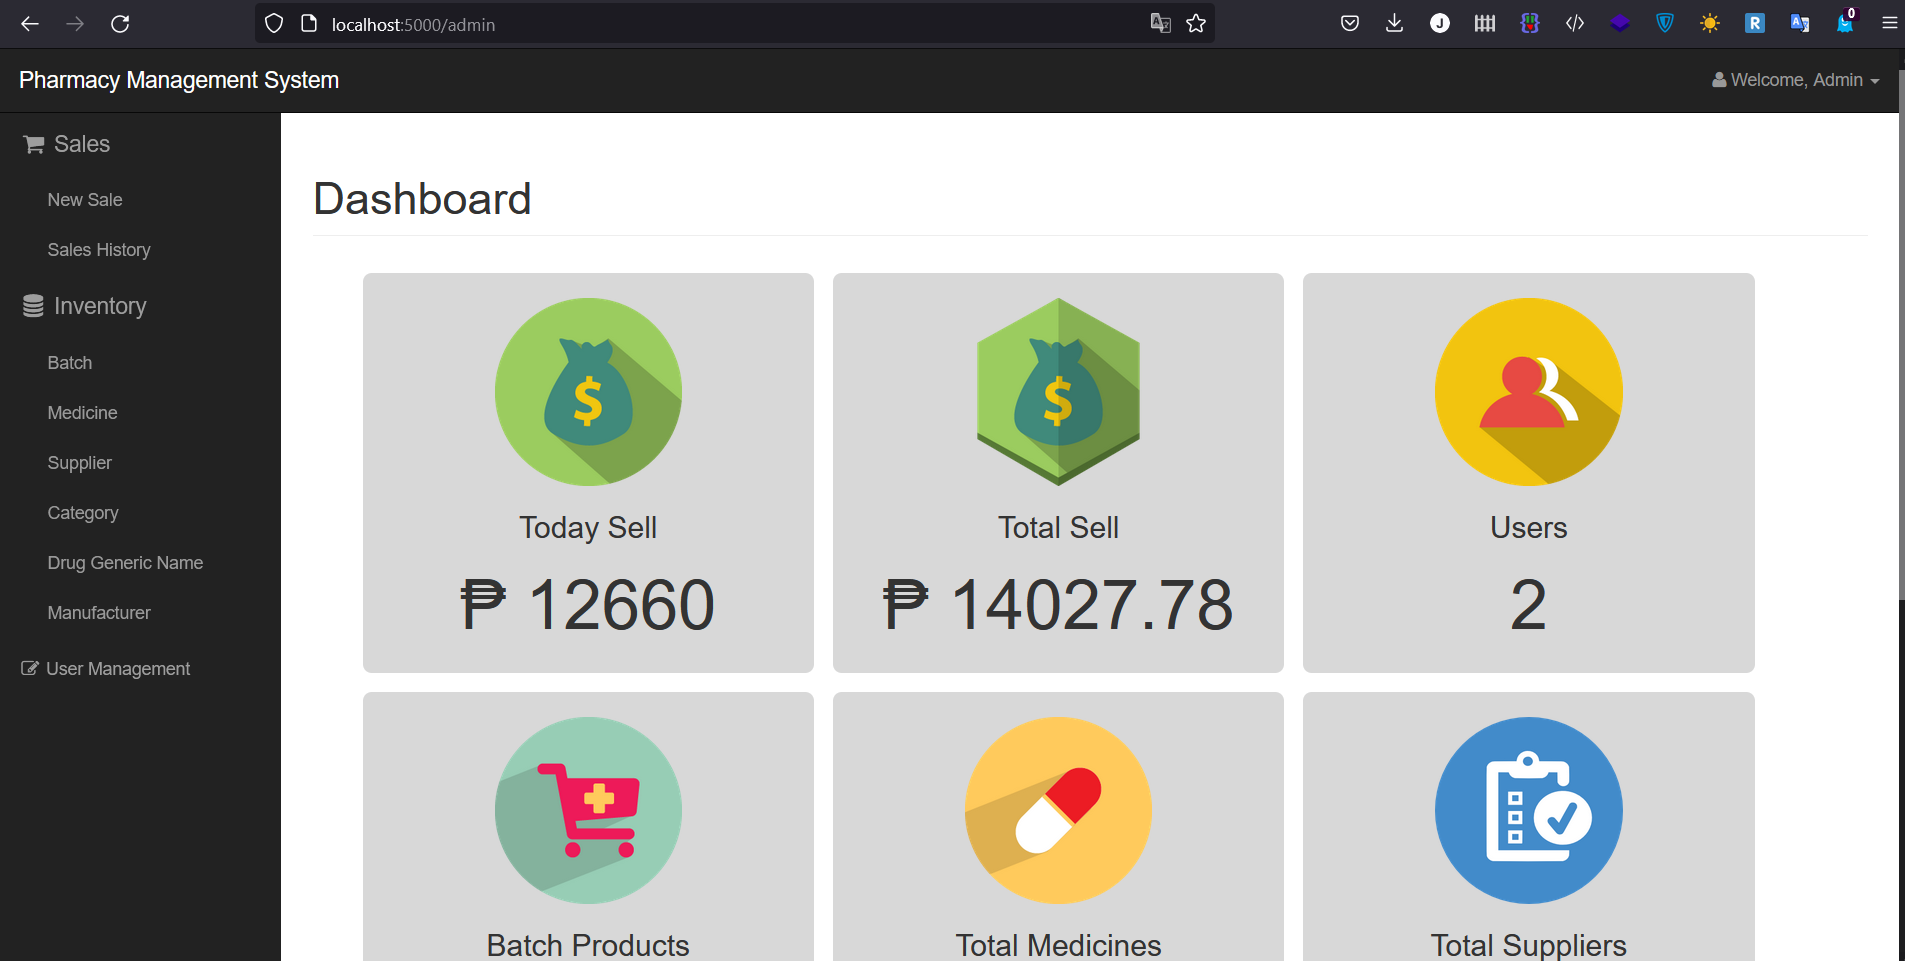 localhost:5000/admin
0
Pharmacy Management System
Welcome, Admin
Sales
New Sale
Sales History
Inventory
Batch
Medicine
Supplier
Category
Drug Generic Name
Manufacturer
User Management
Dashboard
Today Sell
₱ 12660
Total Sell
₱ 14027.78
Users
2
Batch Products
Total Medicines
Total Suppliers